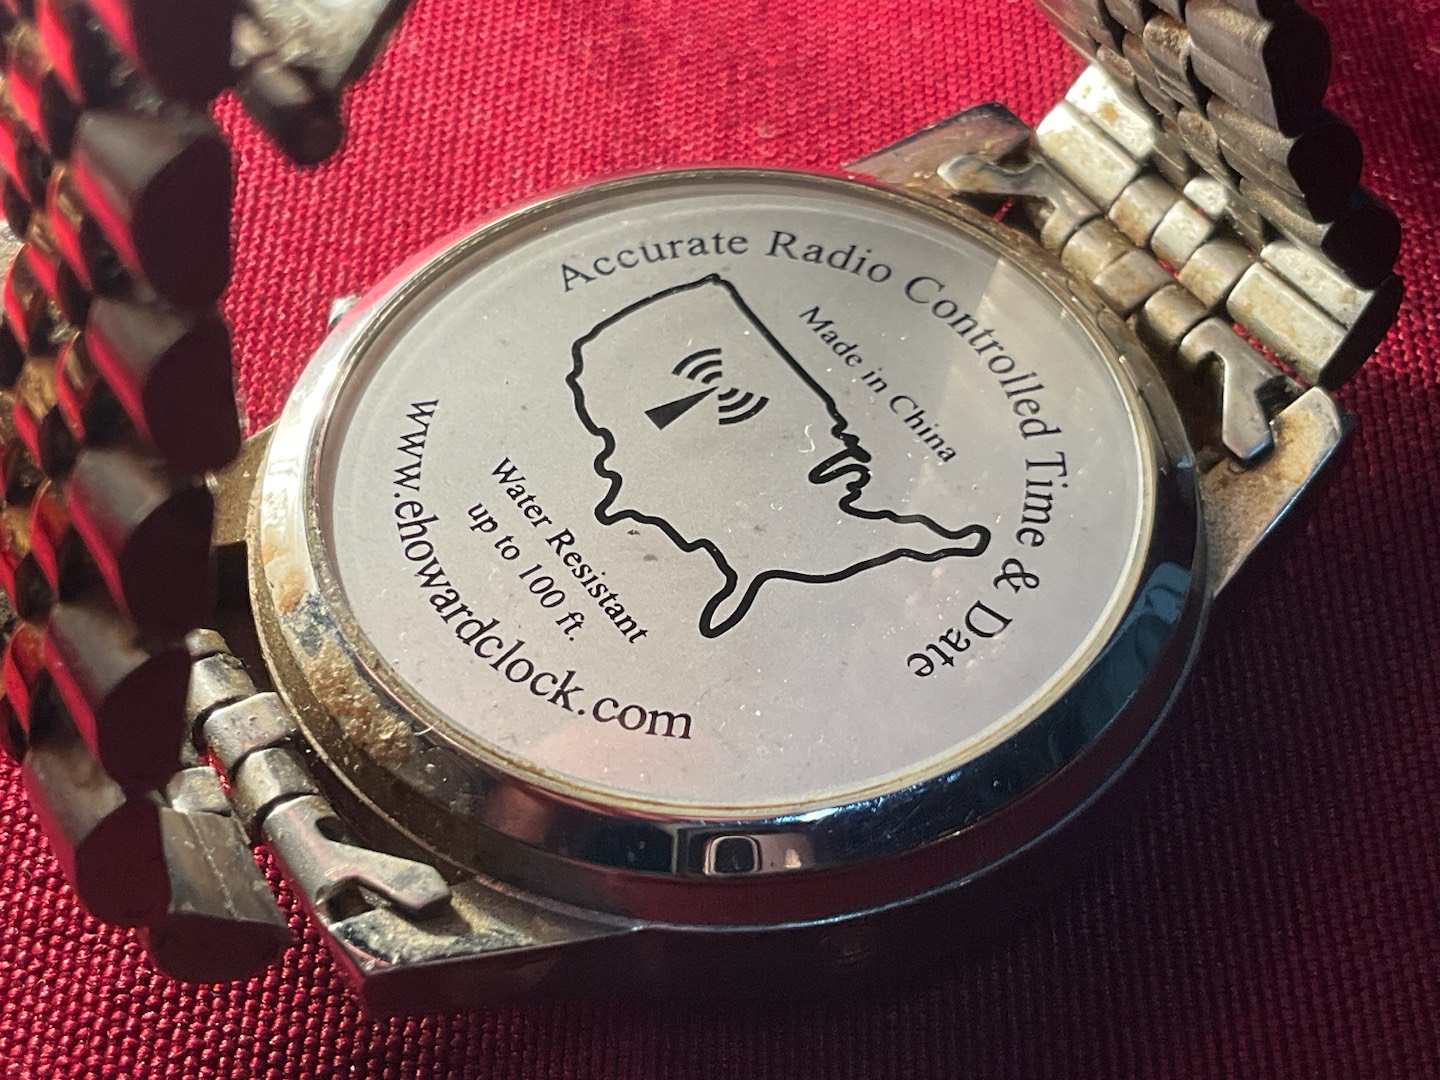 Accurate Radio Controlled Time & Date
Made in China
Water Resistant
up to 100 ft.
www.ehowardclock.com